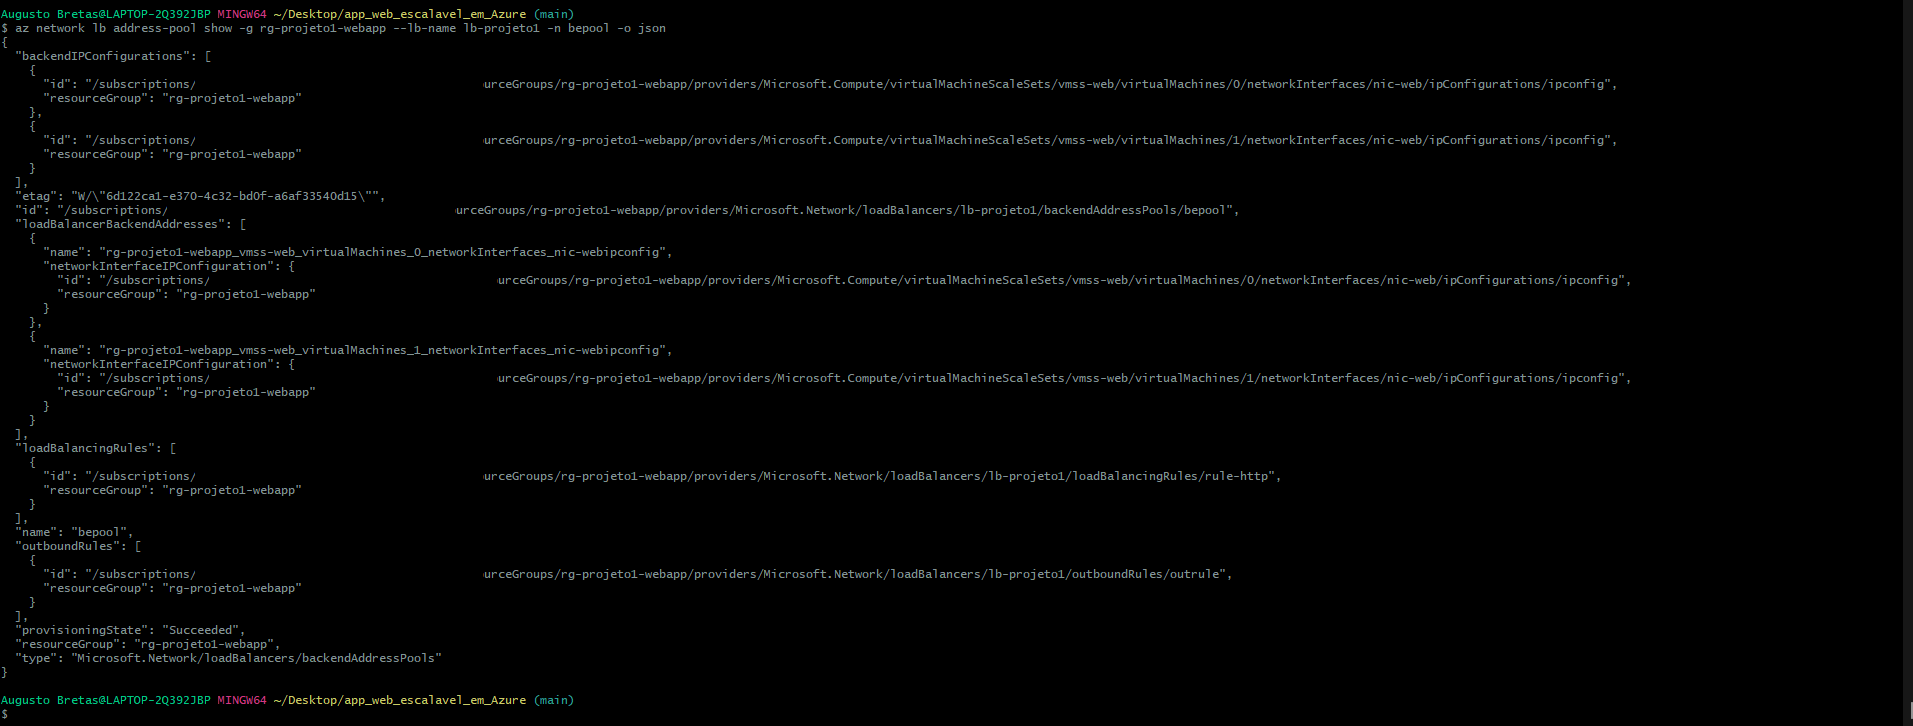 Augusto Bretas@LAPTOP-2Q392JBP MINGW64 ~/Desktop/app_web_escalavel_em_Azure (main)
$ az network lb address-pool show -g rg-projeto1-webapp --lb-name lb-projeto1 -n bepool -o json
{
  "backendIPConfigurations": [
    {
      "id": "/subscriptions/ urceGroups/rg-projeto1-webapp/providers/Microsoft.Compute/virtualMachineScaleSets/vmss-web/virtualMachines/0/networkInterfaces/nic-web/ipConfigurations/ipconfig",
      "resourceGroup": "rg-projeto1-webapp"
    },
    {
      "id": "/subscriptions/ urceGroups/rg-projeto1-webapp/providers/Microsoft.Compute/virtualMachineScaleSets/vmss-web/virtualMachines/1/networkInterfaces/nic-web/ipConfigurations/ipconfig",
      "resourceGroup": "rg-projeto1-webapp"
    }
  ],
  "etag": "W/\"6d122ca1-e370-4c32-bd0f-a6af33540d15\"",
  "id": "/subscriptions/ urceGroups/rg-projeto1-webapp/providers/Microsoft.Network/loadBalancers/lb-projeto1/backendAddressPools/bepool",
  "loadBalancerBackendAddresses": [
    {
      "name": "rg-projeto1-webapp_vmss-web_virtualMachines_0_networkInterfaces_nic-webipconfig",
      "networkInterfaceIPConfiguration": {
        "id": "/subscriptions/ urceGroups/rg-projeto1-webapp/providers/Microsoft.Compute/virtualMachineScaleSets/vmss-web/virtualMachines/0/networkInterfaces/nic-web/ipConfigurations/ipconfig",
        "resourceGroup": "rg-projeto1-webapp"
      }
    },
    {
      "name": "rg-projeto1-webapp_vmss-web_virtualMachines_1_networkInterfaces_nic-webipconfig",
      "networkInterfaceIPConfiguration": {
        "id": "/subscriptions/ urceGroups/rg-projeto1-webapp/providers/Microsoft.Compute/virtualMachineScaleSets/vmss-web/virtualMachines/1/networkInterfaces/nic-web/ipConfigurations/ipconfig",
        "resourceGroup": "rg-projeto1-webapp"
      }
    }
  ],
  "loadBalancingRules": [
    {
      "id": "/subscriptions/ urceGroups/rg-projeto1-webapp/providers/Microsoft.Network/loadBalancers/lb-projeto1/loadBalancingRules/rule-http",
      "resourceGroup": "rg-projeto1-webapp"
    }
  ],
  "name": "bepool",
  "outboundRules": [
    {
      "id": "/subscriptions/ urceGroups/rg-projeto1-webapp/providers/Microsoft.Network/loadBalancers/lb-projeto1/outboundRules/outrule",
      "resourceGroup": "rg-projeto1-webapp"
    }
  ],
  "provisioningState": "Succeeded",
  "resourceGroup": "rg-projeto1-webapp",
  "type": "Microsoft.Network/loadBalancers/backendAddressPools"
}
Augusto Bretas@LAPTOP-2Q392JBP MINGW64 ~/Desktop/app_web_escalavel_em_Azure (main)
$